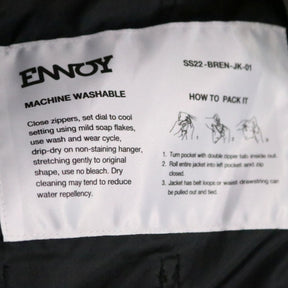 ENNOY
SS22-BREN-JK-01
MACHINE WASHABLE
Close zippers, set dial to cool
setting using mild soap flakes,
use wash and wear cycle,
drip-dry on non-staining hanger,
stretching gently to original
shape, use no bleach. Dry
cleaning may tend to reduce
water repellency.
HOW TO PACK IT
1. Turn pocket with double zipper tab inside out.
2. Roll entire jacket into left pocket and zip
closed.
3. Jacket has belt loops or waist drawstring can
be pulled out and tied.